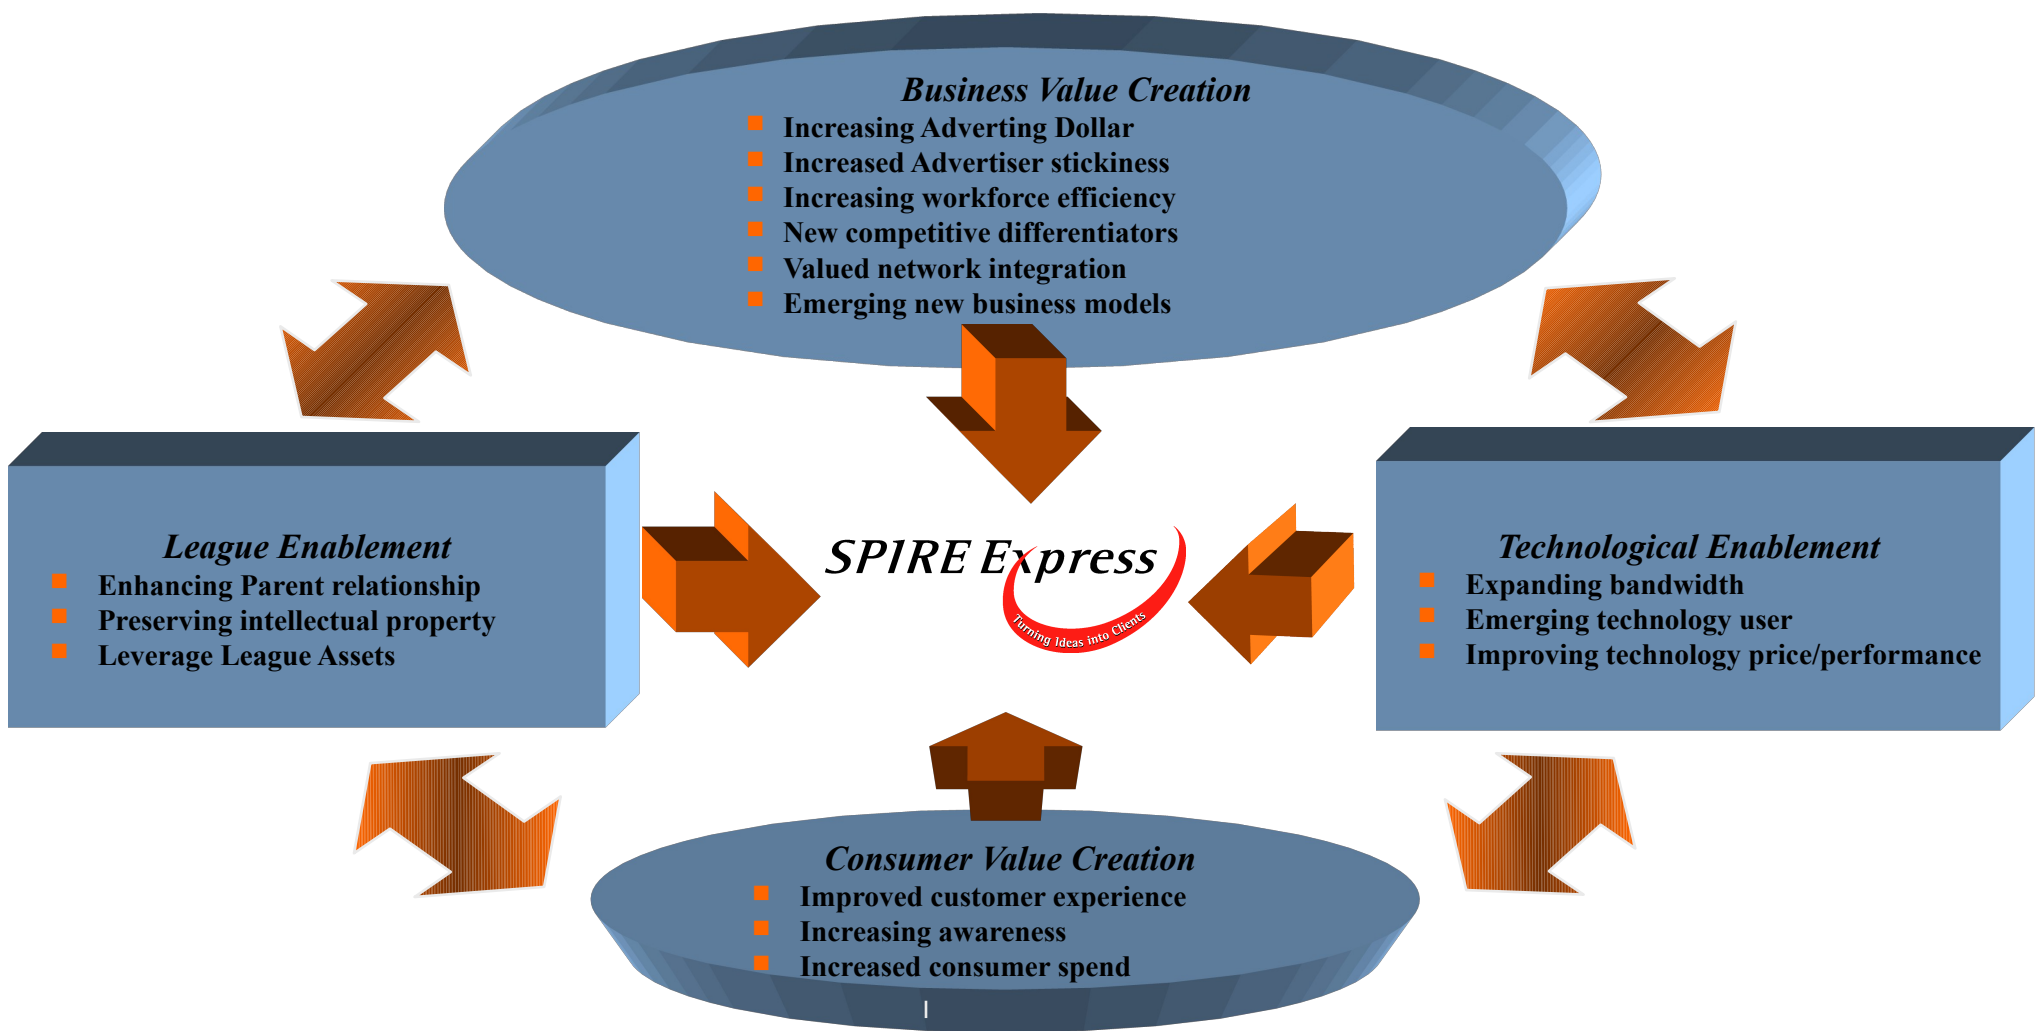 Business Value Creation
Increasing Adverting Dollar
Increased Advertiser stickiness
Increasing workforce efficiency
New competitive differentiators
Valued network integration
Emerging new business models
League Enablement
Enhancing Parent relationship
Preserving intellectual property
Leverage League Assets
SPIRE Express
Turning Ideas into Clients
Technological Enablement
Expanding bandwidth
Emerging technology user
Improving technology price/performance
Consumer Value Creation
Improved customer experience
Increasing awareness
Increased consumer spend